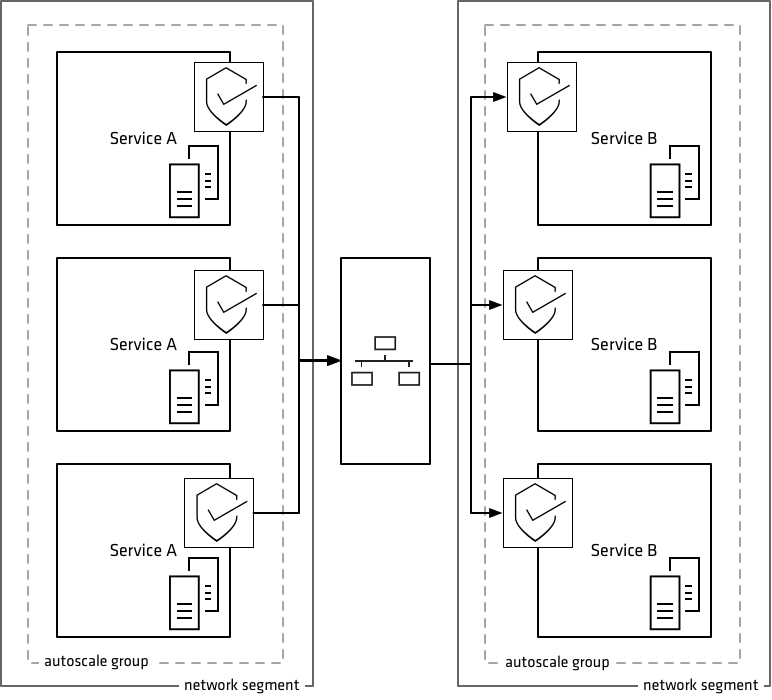 Service A
Service B
Service A
Service B
Service A
Service B
autoscale group
autoscale group
network segment
network segment